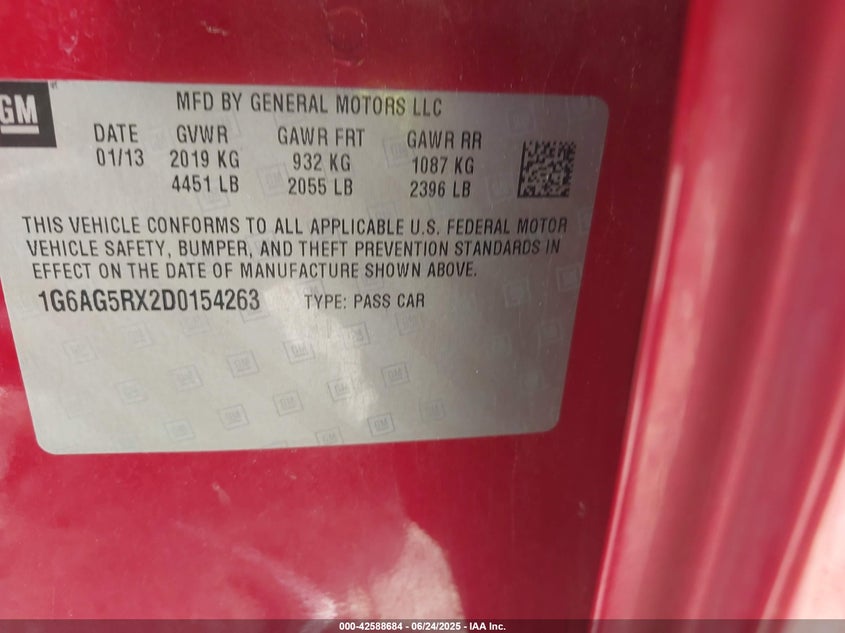 GM
MFD BY GENERAL MOTORS LLC
DATE GVWR GAWR FRT GAWR RR
01/13 2019 KG 932 KG 1087 KG
4451 LB 2055 LB 2396 LB
THIS VEHICLE CONFORMS TO ALL APPLICABLE U.S. FEDERAL MOTOR
VEHICLE SAFETY, BUMPER, AND THEFT PREVENTION STANDARDS IN
EFFECT ON THE DATE OF MANUFACTURE SHOWN ABOVE.
1G6AG5RX2D0154263 TYPE: PASS CAR
000-42588684 - 06/24/2025 - IAA Inc.